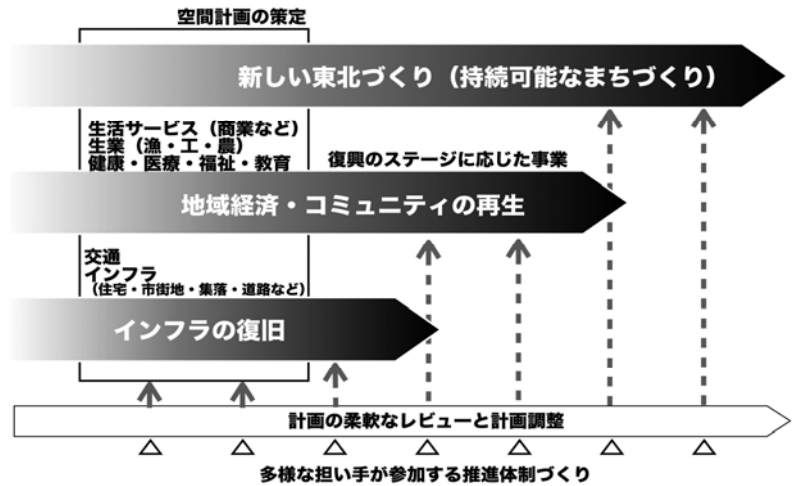 空間計画の策定
新しい東北づくり（持続可能なまちづくり）
生活サービス（商業など）
生業（漁・工・農）
健康・医療・福祉・教育
復興のステージに応じた事業
地域経済・コミュニティの再生
交通
インフラ
（住宅・市街地・集落・道路など）
インフラの復旧
計画の柔軟なレビューと計画調整
多様な担い手が参加する推進体制づくり